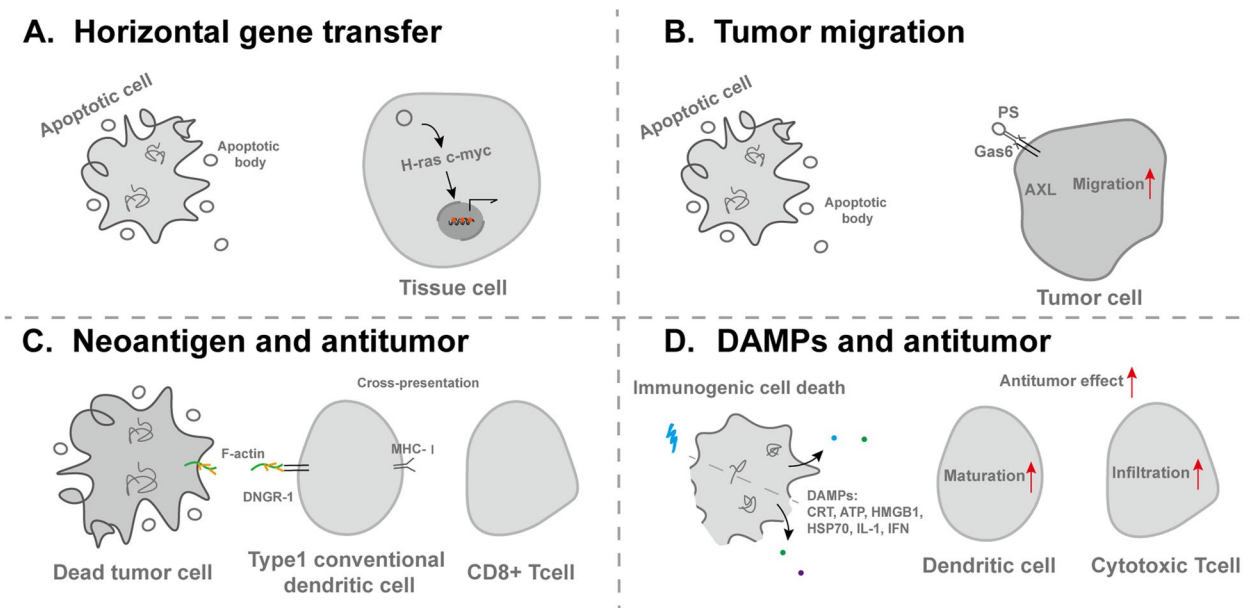 A. Horizontal gene transfer
Apoptotic cell
Apoptotic
body
H-ras c-myc
Tissue cell
B. Tumor migration
Apoptotic cell
PS
Gas6
AXL
Migration
Apoptotic
body
Tumor cell
C. Neoantigen and antitumor
Cross-presentation
F-actin
MHC- I
DNGR-1
Dead tumor cell
Type1 conventional
dendritic cell
CD8+ Tcell
D. DAMPs and antitumor
Immunogenic cell death
Antitumor effect
Maturation
Infiltration
DAMPs:
CRT, ATP, HMGB1,
HSP70, IL-1, IFN
Dendritic cell
Cytotoxic Tcell